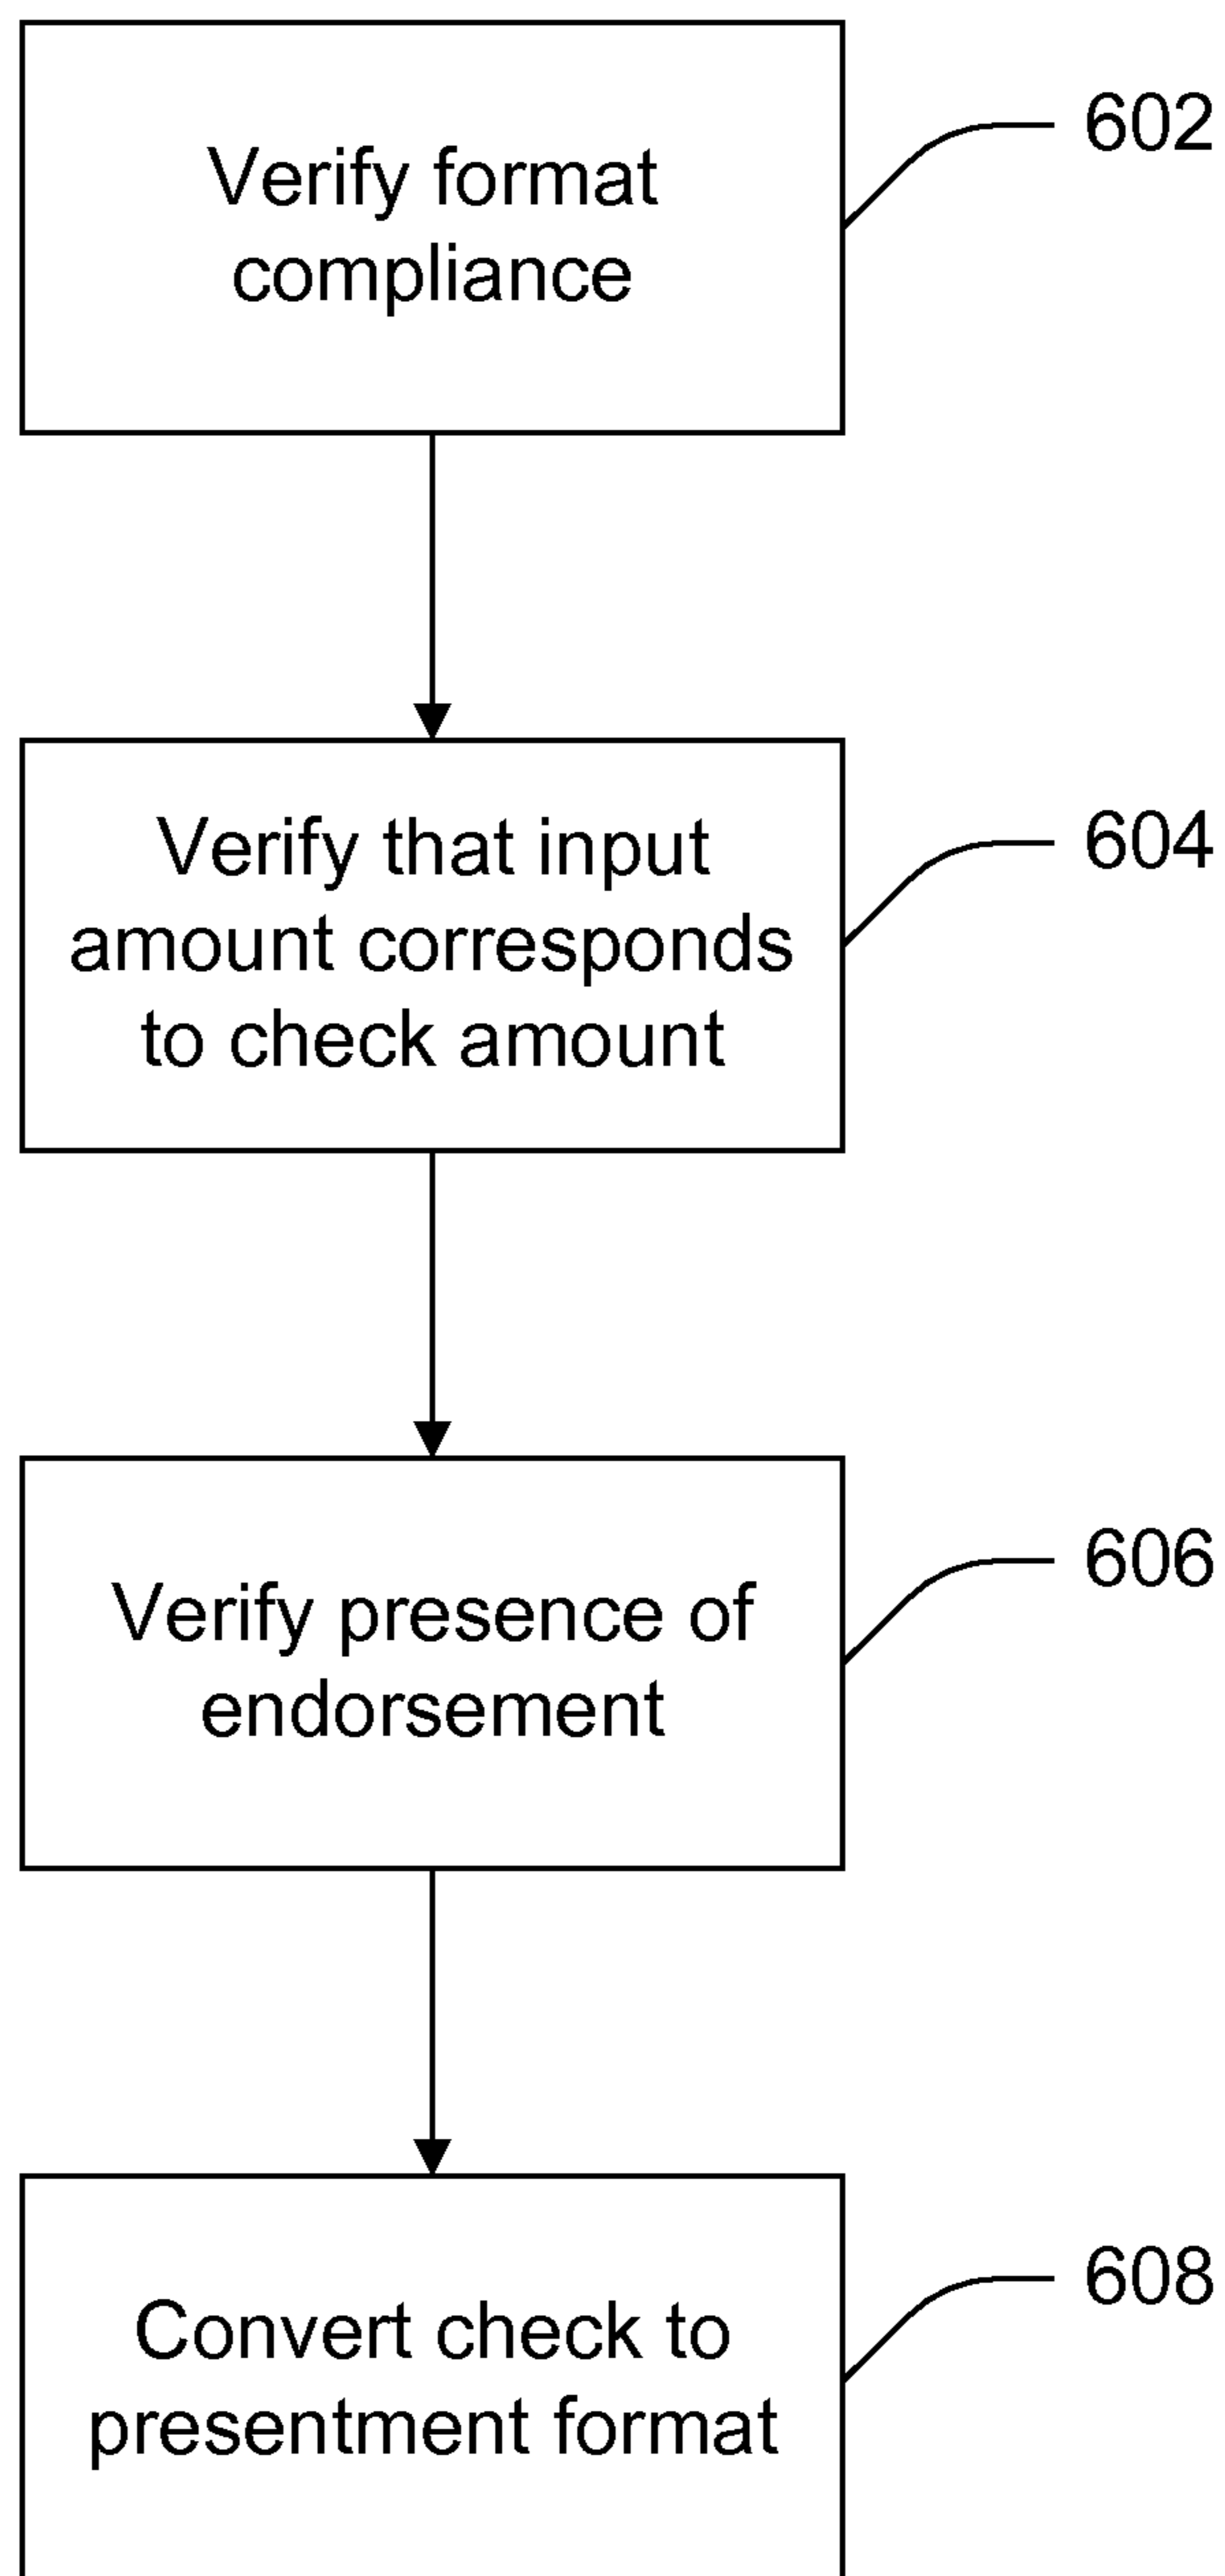 Verify format
compliance
602
Verify that input
amount corresponds
to check amount
604
Verify presence of
endorsement
606
Convert check to
presentment format
608